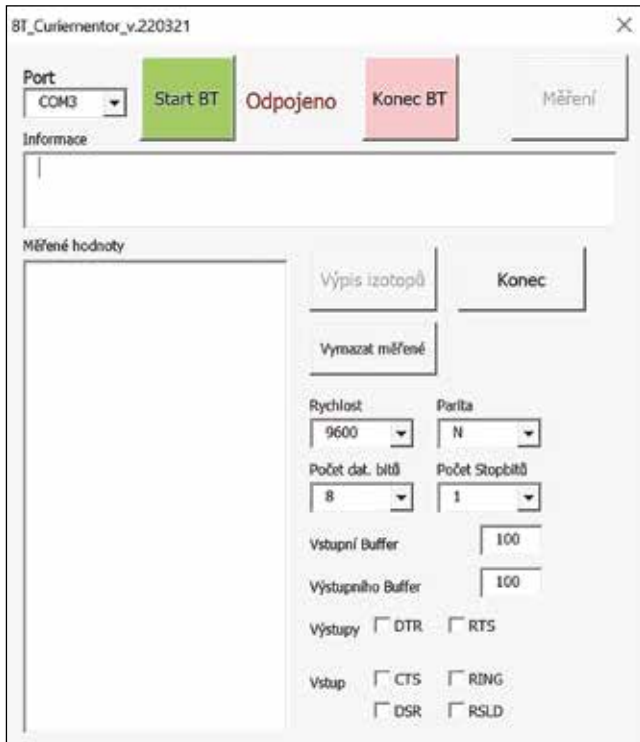 BT_Curiementor_v.220321
Port
COM3
Start BT
Odpojeno
Konec BT
Měření
Informace
Měřené hodnoty
Výpis izotopů
Konec
Vymazat měřené
Rychlost
Parita
9600
N
Počet dat. bitů
Počet Stopbitů
8
1
Vstupní Buffer
100
Výstupního Buffer
100
Výstupy
DTR
RTS
Vstup
CTS
RING
DSR
RSLD